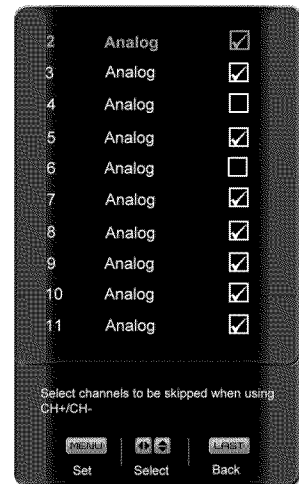 2 Analog
3 Analog
4 Analog
5 Analog
6 Analog
7 Analog
8 Analog
9 Analog
10 Analog
11 Analog
Select channels to be skipped when using
CH+/CH-
MENU LAST
Set Select Back